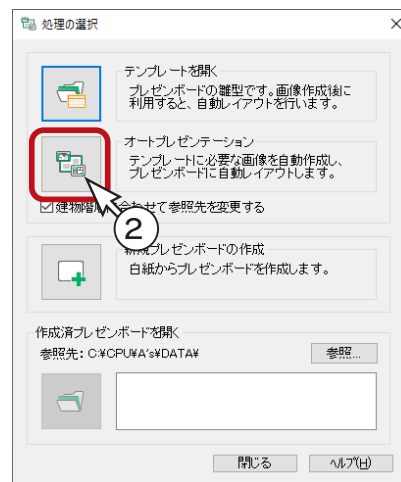 処理の選択
テンプレートを開く
プレゼンボードの雛型です。画像作成後に
利用すると、自動レイアウトを行います。
オートプレゼンテーション
テンプレートに必要な画像を自動作成し、
プレゼンボードに自動レイアウトします。
建物階層に合わせて参照先を変更する
2
新規プレゼンボードの作成
白紙からプレゼンボードを作成します。
作成済プレゼンボードを開く
参照先: C:¥CPU¥A's¥DATA¥
参照...
閉じる
ヘルプ(H)